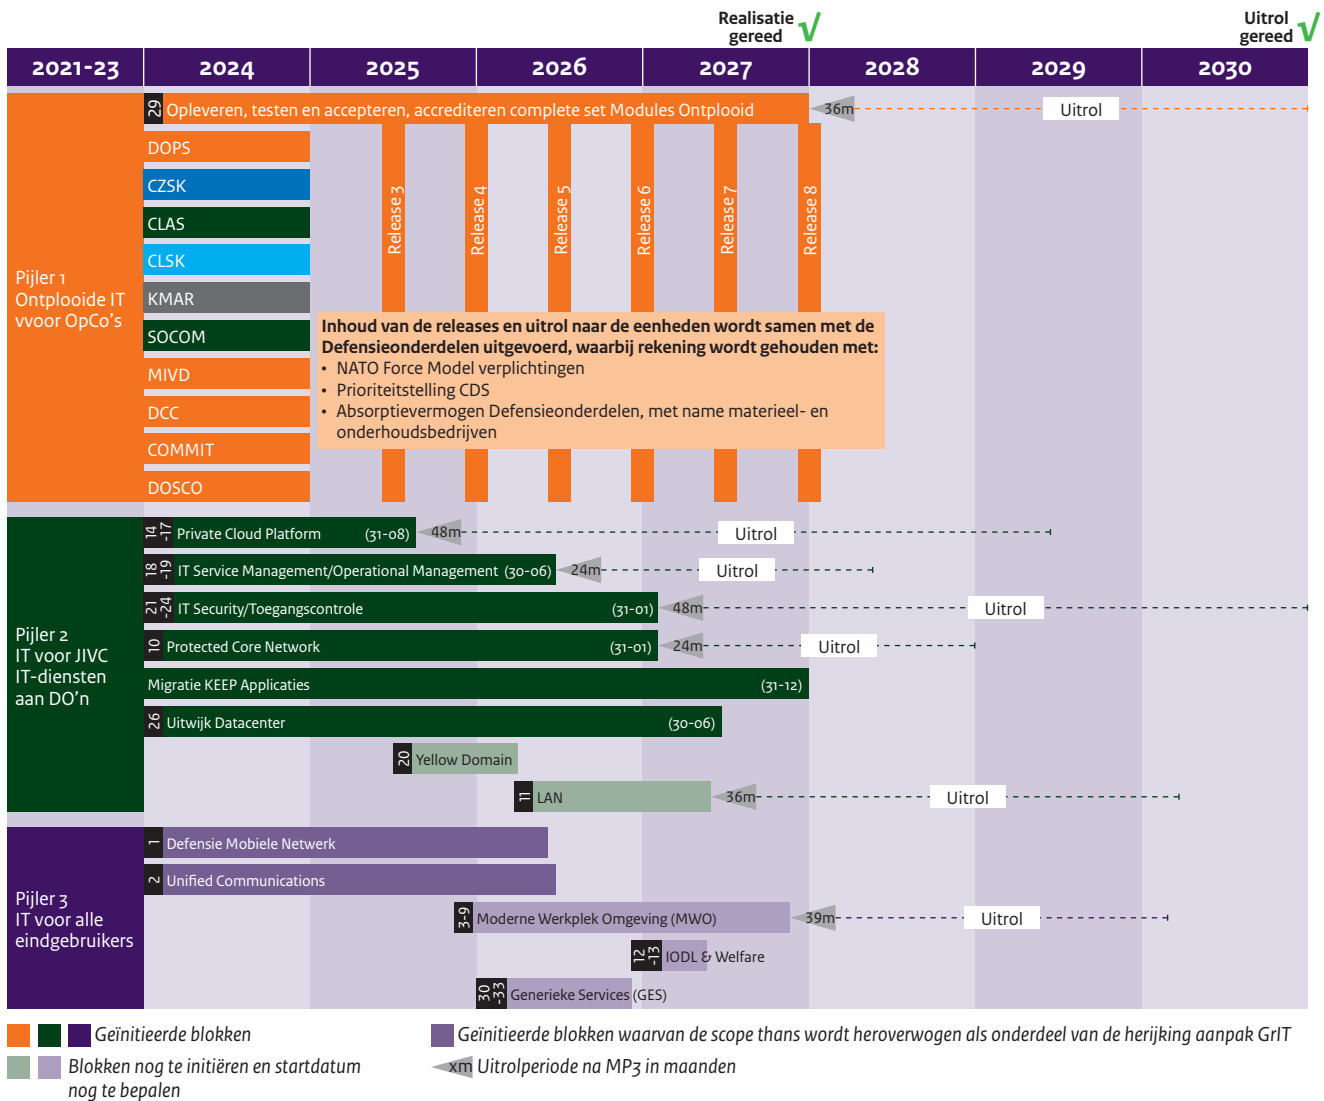 Realisatie
gereed √
Uitrol
gereed √
2021-23 2024 2025 2026 2027 2028 2029 2030
Pijler 1
Ontplooide IT
vvoor OpCo's
29 Opleveren, testen en accepteren, accrediteren complete set Modules Ontplooid 36m Uitrol
DOPS
CZSK
CLAS
CLSK
KMAR
SOCOM
MIVD
DCC
COMMIT
DOSCO
Release 3
Release 4
Release 5
Release 6
Release 7
Release 8
Inhoud van de releases en uitrol naar de eenheden wordt samen met de
Defensieonderdelen uitgevoerd, waarbij rekening wordt gehouden met:
• NATO Force Model verplichtingen
• Prioriteitstelling CDS
• Absorptievermogen Defensieonderdelen, met name materieel- en
onderhoudsbedrijven
Pijler 2
IT voor JIVC
IT-diensten
aan DO'n
14
-17 Private Cloud Platform (31-08) 48m Uitrol
18
-19 IT Service Management/Operational Management (30-06) 24m Uitrol
21
-24 IT Security/Toegangscontrole (31-01) 48m Uitrol
10 Protected Core Network (31-01) 24m Uitrol
Migratie KEEP Applicaties (31-12)
26 Uitwijk Datacenter (30-06)
20 Yellow Domain
11 LAN 36m Uitrol
Pijler 3
IT voor alle
eindgebruikers
1 Defensie Mobiele Netwerk
2 Unified Communications
3-9 Moderne Werkplek Omgeving (MWO) 39m Uitrol
12
-13 IODL & Welfare
30
-33 Generieke Services (GES)
Geïnitieerde blokken
Geïnitieerde blokken waarvan de scope thans wordt heroverwogen als onderdeel van de herijking aanpak GrIT
Blokken nog te initiëren en startdatum
nog te bepalen
xm Uitrolperiode na MP3 in maanden